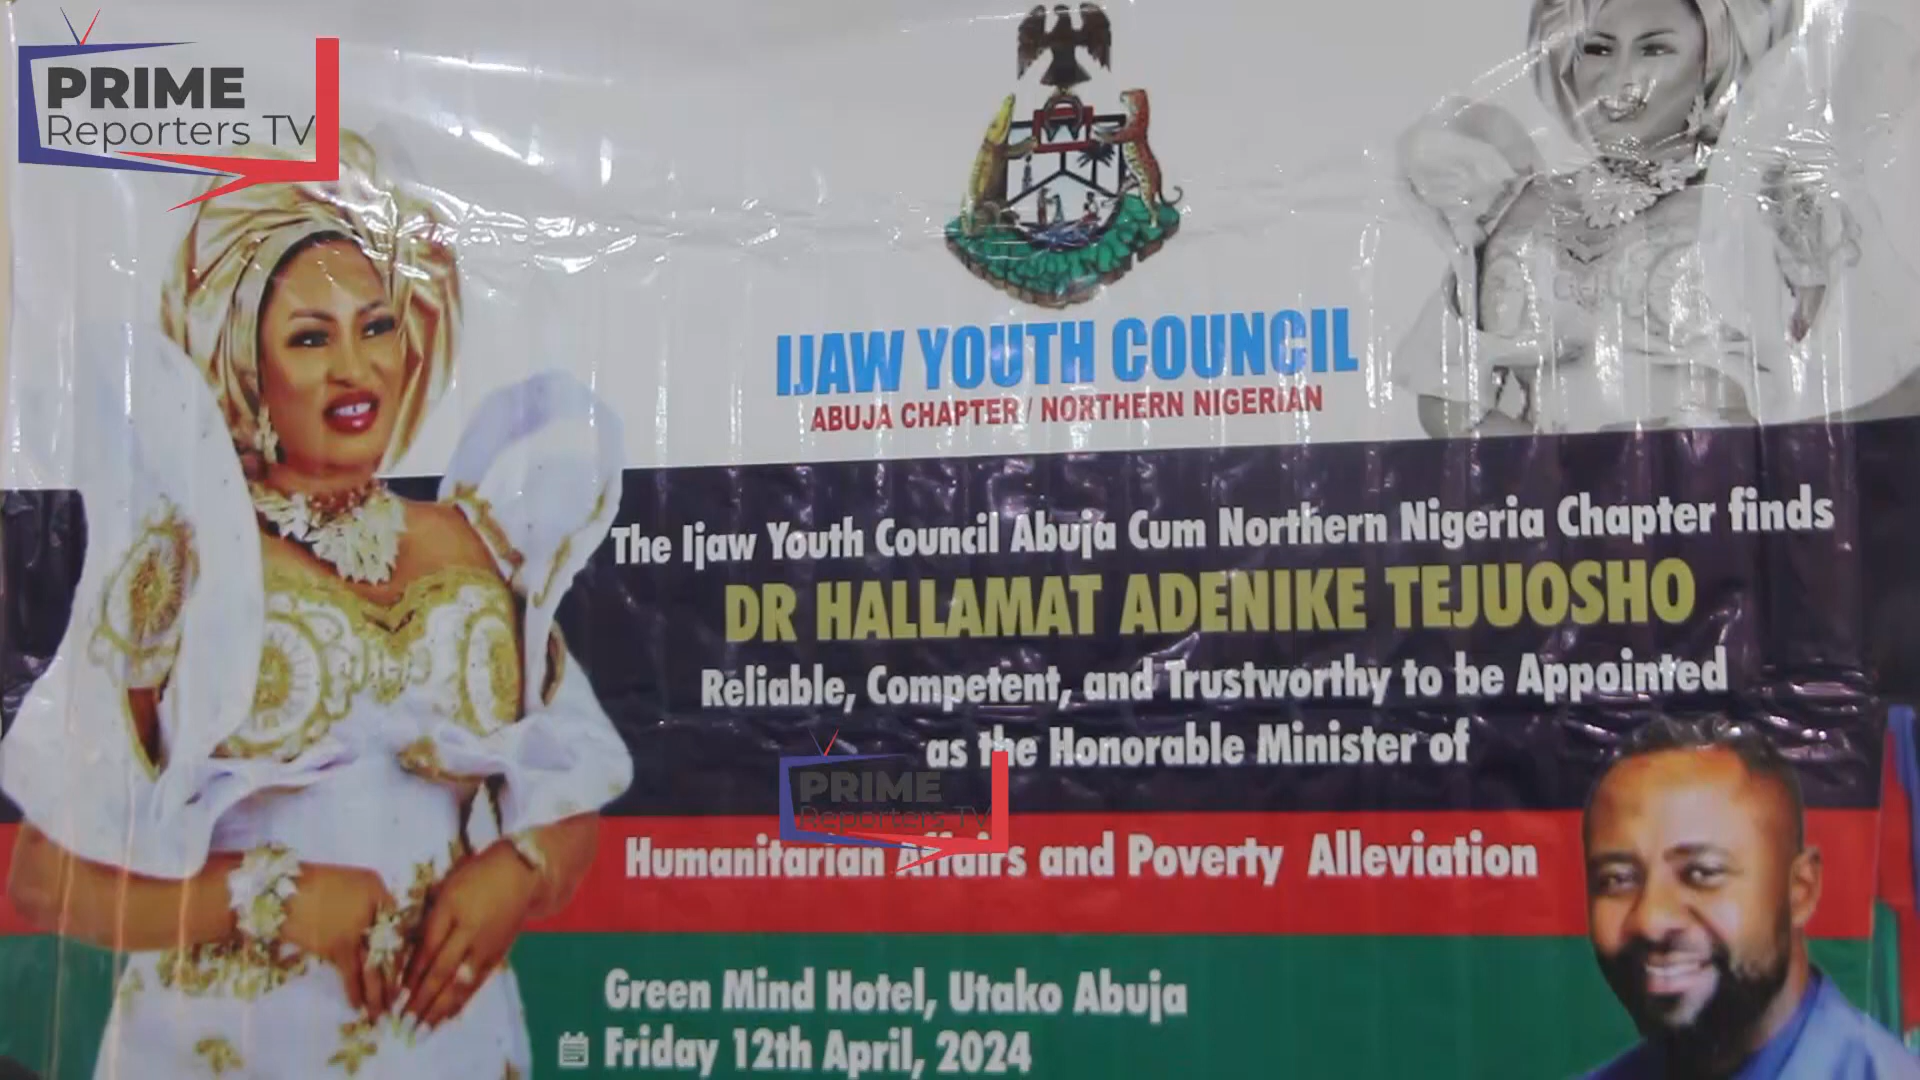 PRIME
Reporters TV
IJAW YOUTH COUNCIL
ABUJA CHAPTER / NORTHERN NIGERIAN
The Ijaw Youth Council Abuja Cum Northern Nigeria Chapter finds
DR HALLAMAT ADENIKE TEJUOSHO
Reliable, Competent, and Trustworthy to be Appointed
as the Honorable Minister of
PRIME
Reporters TV
Humanitarian Affairs and Poverty Alleviation
Green Mind Hotel, Utako Abuja
Friday 12th April, 2024